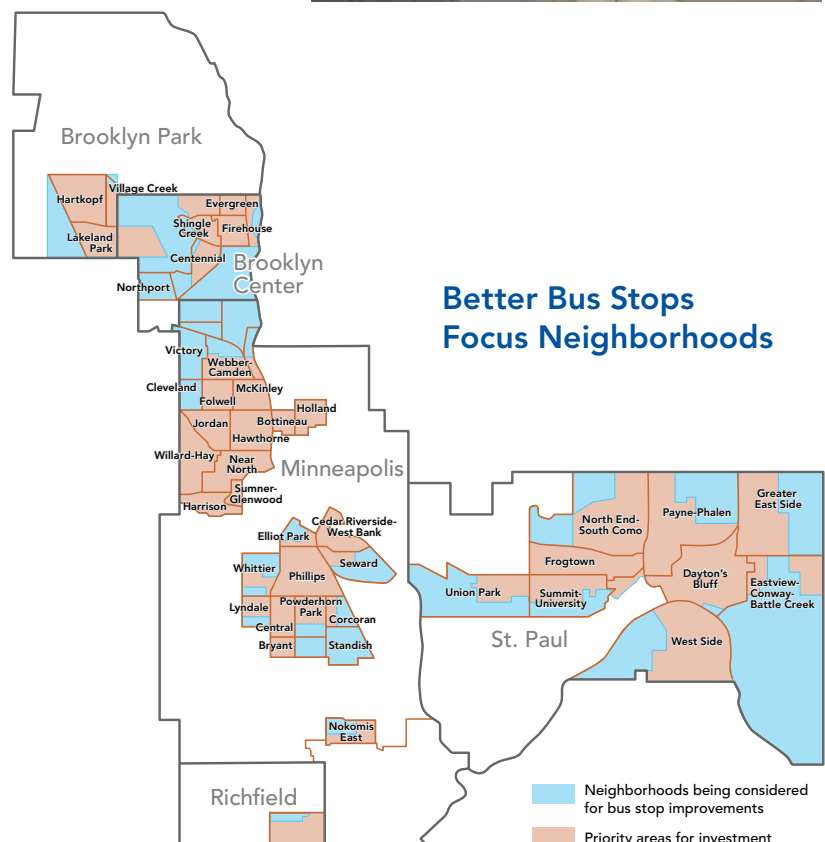 Brooklyn Park
Village Creek
Hartkopf
Evergreen
Shingle
Creek
Firehouse
Lakeland
Park
Centennial
Brooklyn
Center
Northport
Better Bus Stops
Focus Neighborhoods
Victory
Webber-
Camden
Cleveland
McKinley
Folwell
Holland
Bottineau
Jordan
Hawthorne
Willard-Hay
Near
North
Minneapolis
Sumner-
Glenwood
Harrison
Cedar Riverside-
West Bank
Elliot Park
Seward
Whittier
Phillips
Lyndale
Powderhorn
Park
Corcoran
Central
Bryant
Standish
Greater
East Side
Payne-Phalen
North End-
South Como
Frogtown
Dayton's
Bluff
Eastview-
Conway-
Battle Creek
Union Park
Summit-
University
St. Paul
West Side
Nokomis
East
Richfield
Neighborhoods being considered
for bus stop improvements
Priority areas for investment